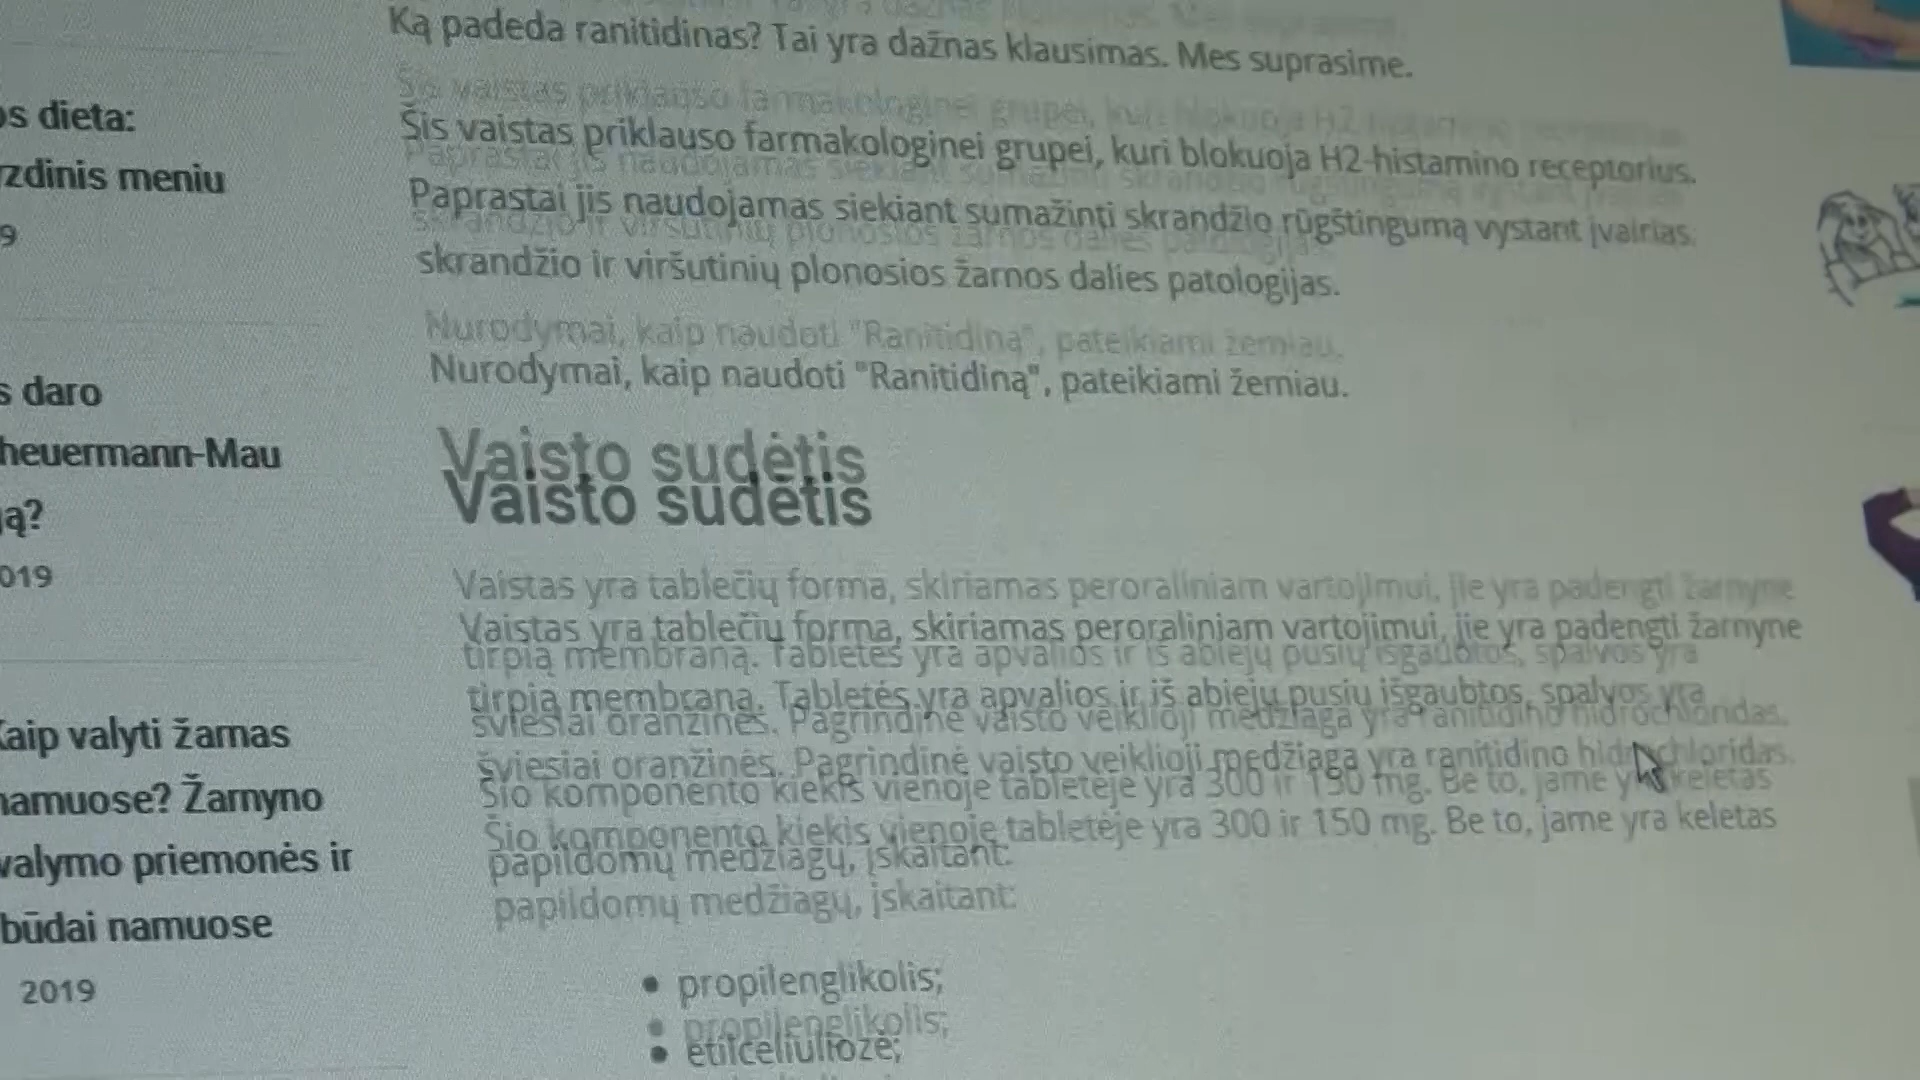 Ką padeda ranitidinas? Tai yra dažnas klausimas. Mes suprasime.
Šis vaistas priklauso farmakologinei grupei, kuri blokuoja H2-histamino receptorius.
Paprastai jis naudojamas siekiant sumažinti skrandžio rūgštingumą vystant įvairias
skrandžio ir viršutinių plonosios žarnos dalies patologijas.
Nurodymai, kaip naudoti "Ranitidiną", pateikiami žemiau.
Vaisto sudėtis
Vaistas yra tablečių forma, skiriamas peroraliniam vartojimui, jie yra padengti žarnyne
tirpią membraną. Tabletės yra apvalios ir iš abiejų pusių išgaubtos, spalvos yra
šviesiai oranžinės. Pagrindinė vaisto veiklioji medžiaga yra ranitidino hidrochloridas.
Šio komponento kiekis vienoje tabletėje yra 300 ir 150 mg. Be to, jame yra keletas
papildomų medžiagų, įskaitant:
propilenglikolis;
etilceliuliozė;
os dieta:
zdinis meniu
9
s daro
heuermann-Mau
ą?
019
Kaip valyti žarnas
namuose? Žarnyno
valymo priemonės ir
būdai namuose
2019